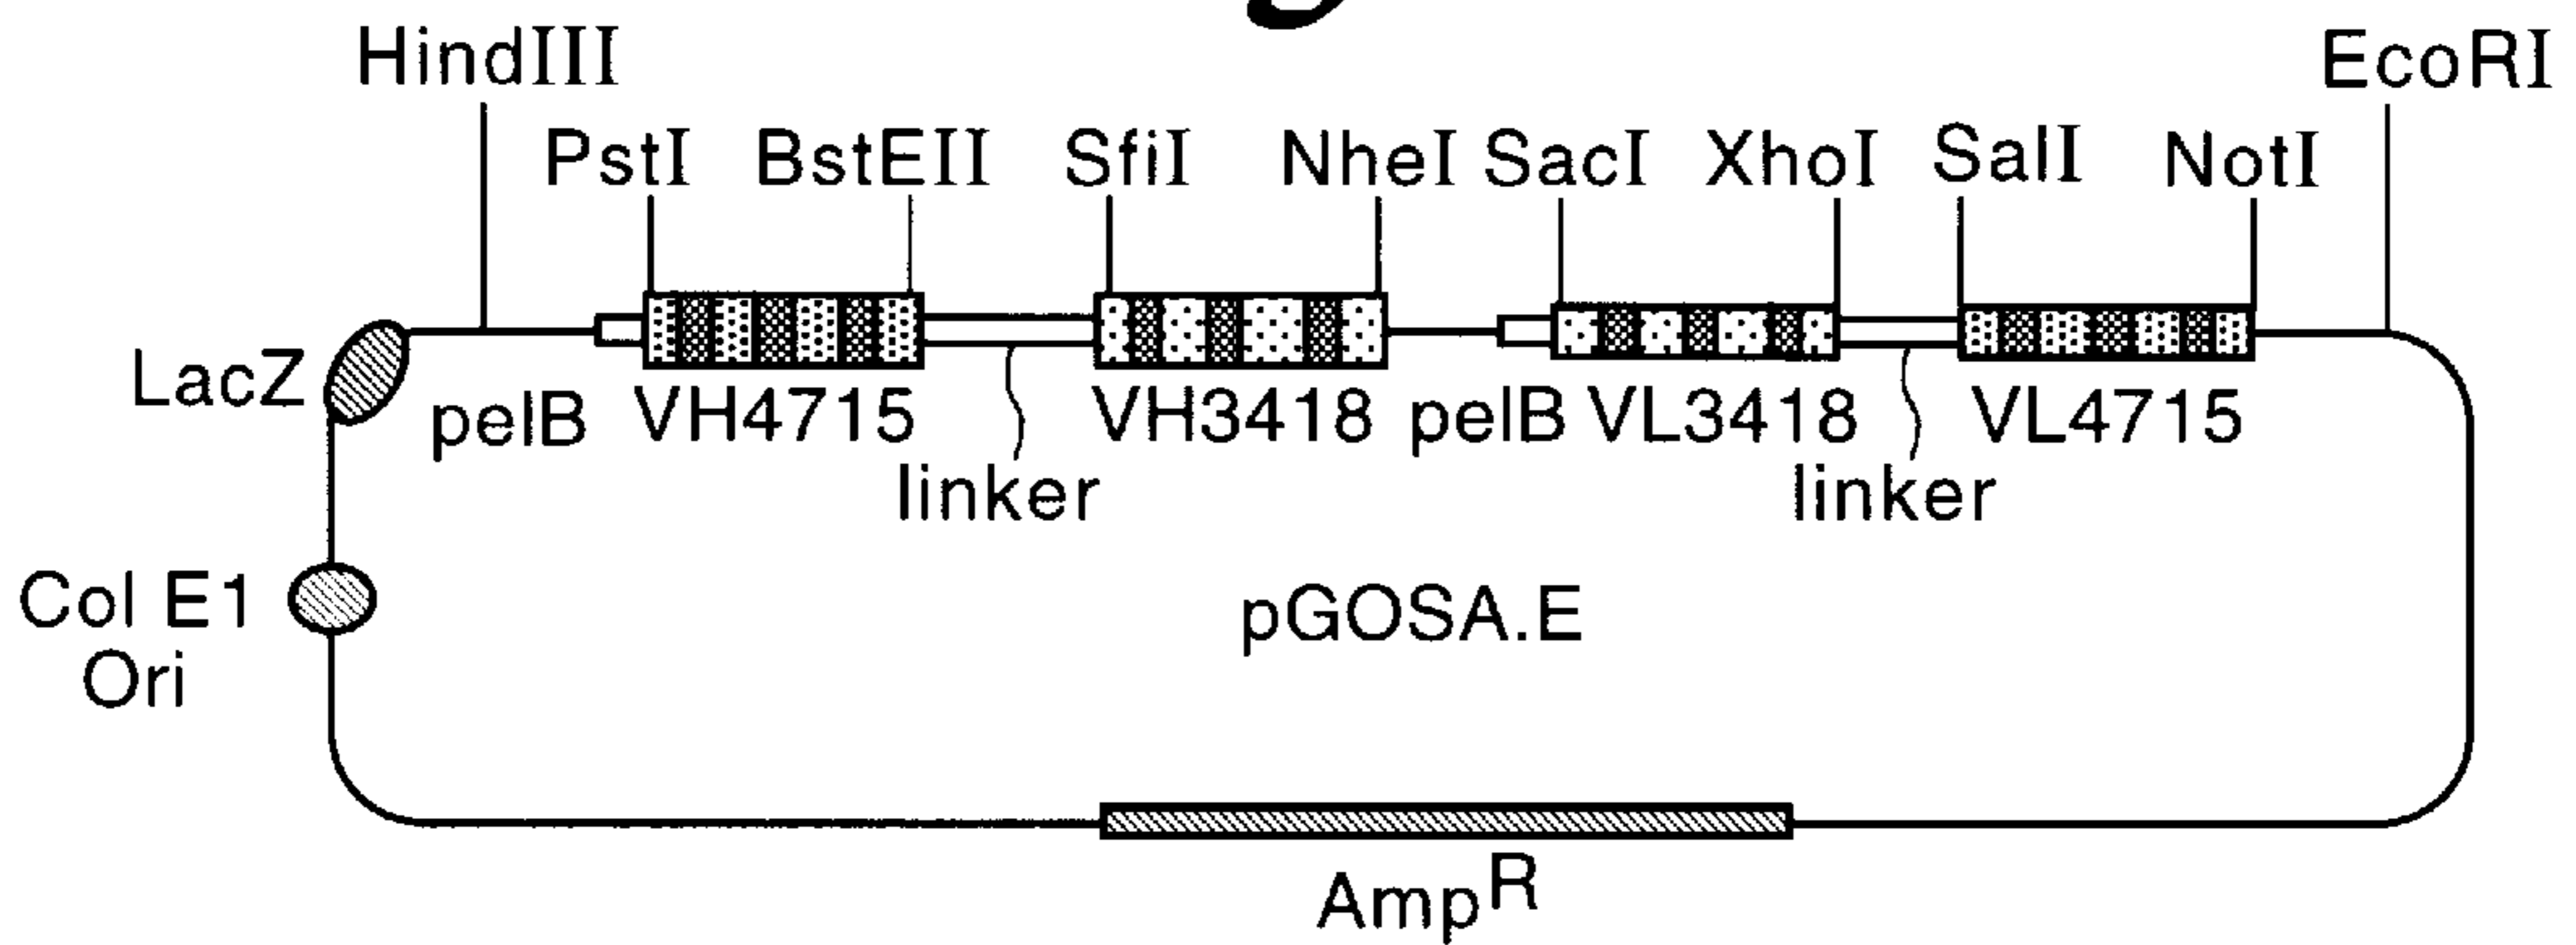 HindIII
EcoRI
PstI BstEII SfiI NheI SacI XhoI SalI NotI
LacZ
pelB VH4715 VH3418 pelB VL3418 VL4715
linker linker
Col E1
Ori
pGOSA.E
AmpR